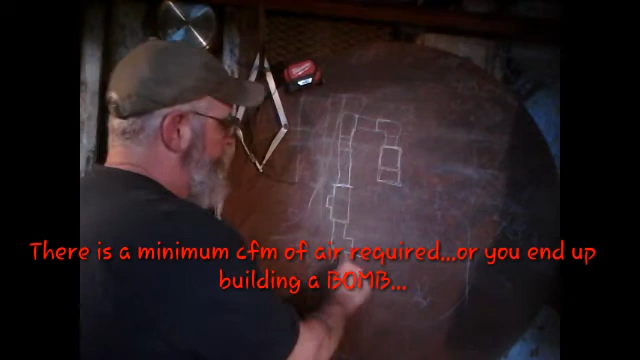 There is a minimum cfm of air required...or you end up
building a BOMB...